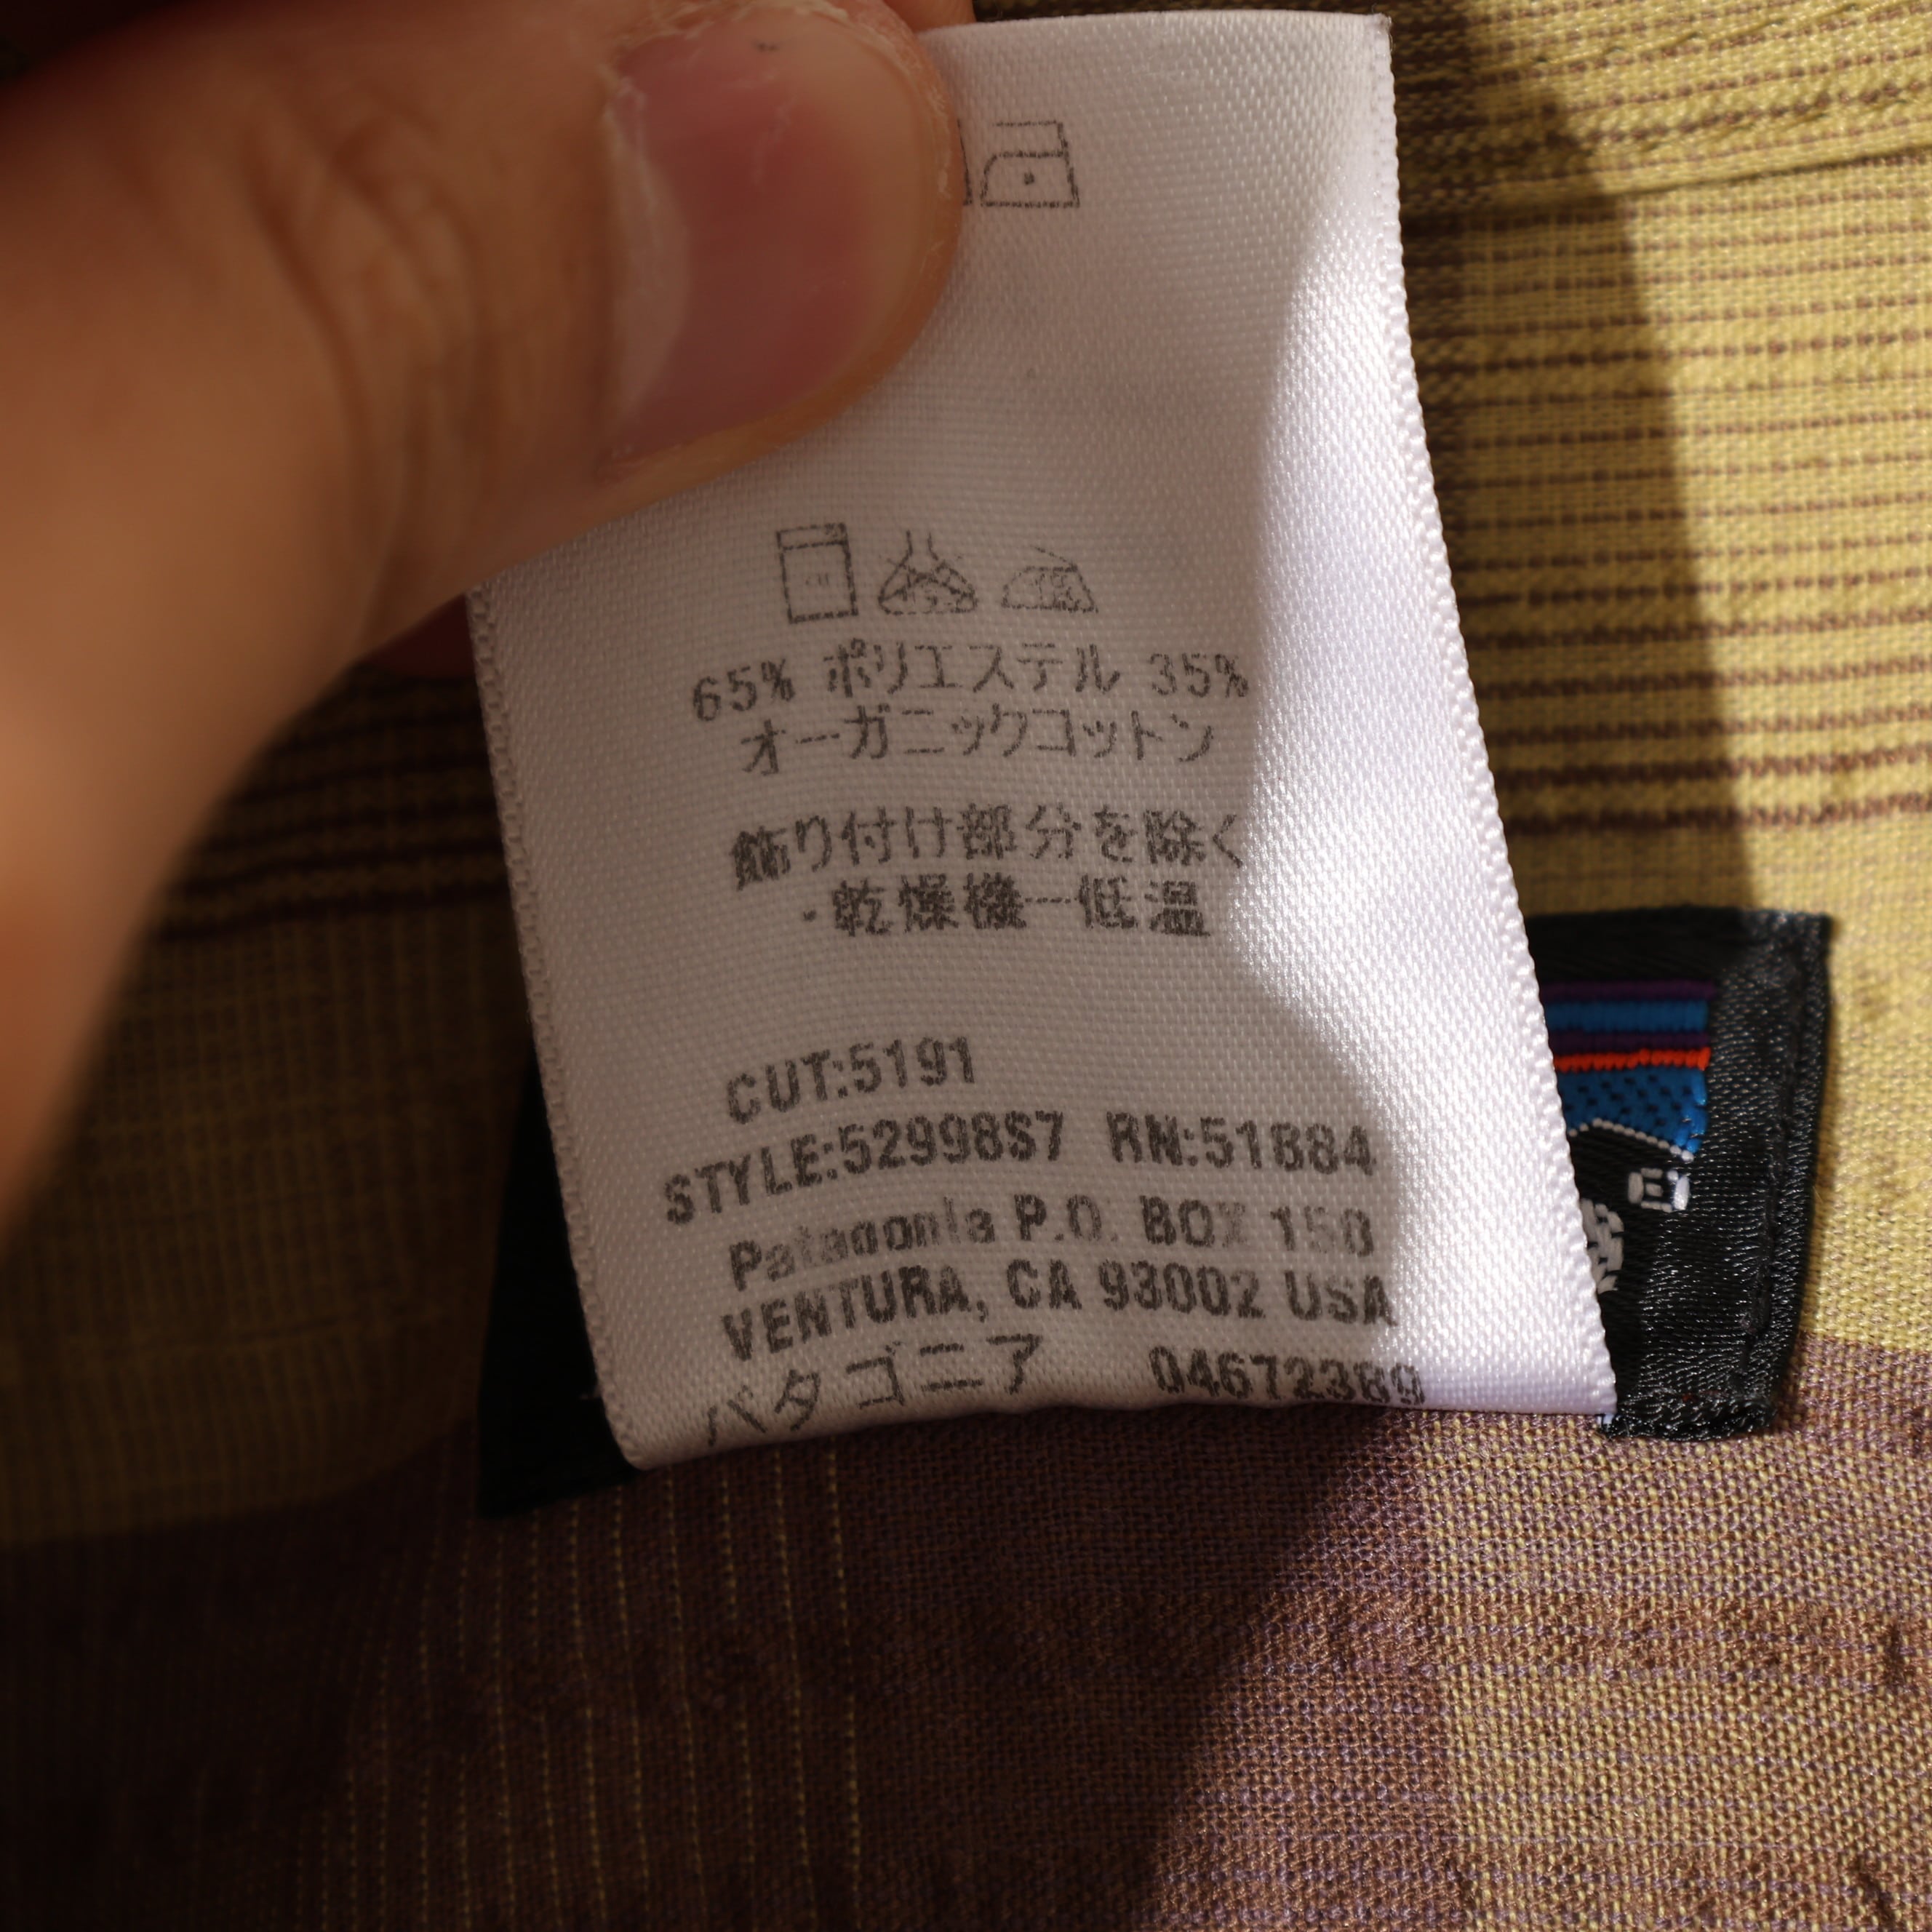 65% ポリエステル 35%
オーガニックコットン
飾り付け部分を除く
・乾燥機ー低温
CUT:5191
STYLE:52998S7 RN:51884
Patagonia P.O. BOX 150
VENTURA, CA 93002 USA
パタゴニア 04672389